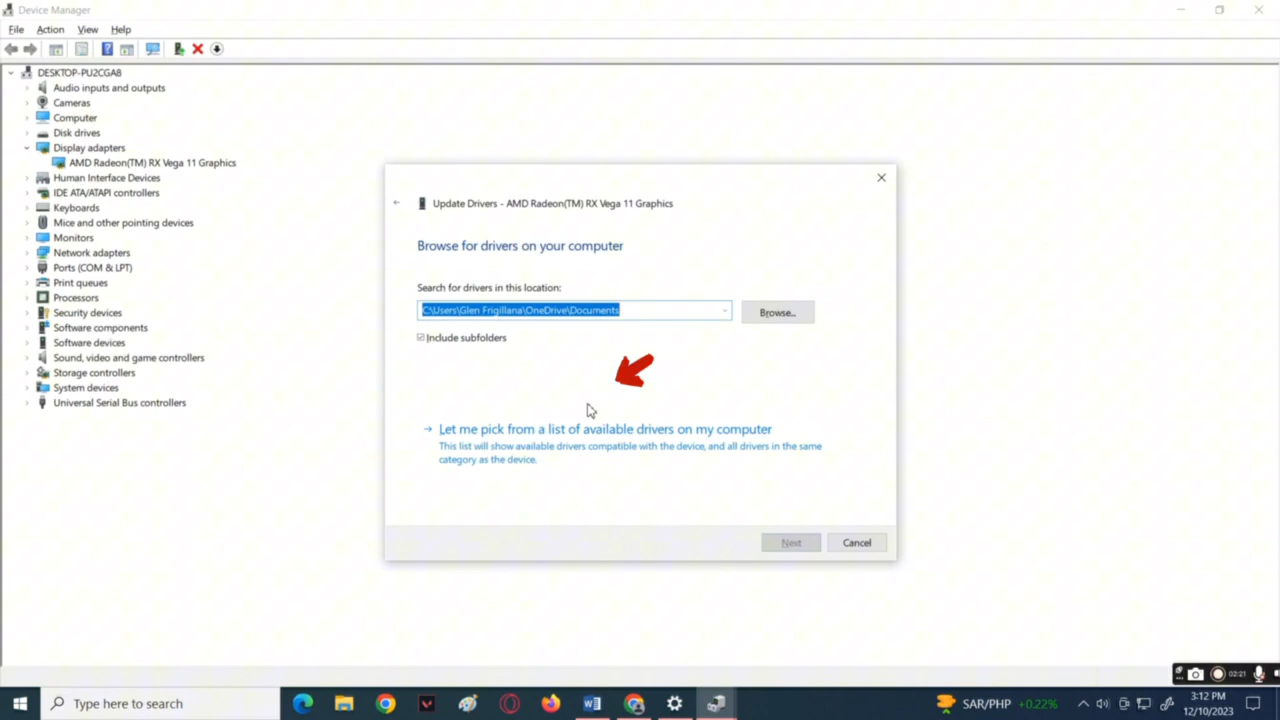 Device Manager
File Action View Help
DESKTOP-PU2CGA8
Audio inputs and outputs
Cameras
Computer
Disk drives
Display adapters
AMD Radeon(TM) RX Vega 11 Graphics
Human Interface Devices
IDE ATA/ATAPI controllers
Keyboards
Mice and other pointing devices
Monitors
Network adapters
Ports (COM & LPT)
Print queues
Processors
Security devices
Software components
Software devices
Sound, video and game controllers
Storage controllers
System devices
Universal Serial Bus controllers
Update Drivers - AMD Radeon(TM) RX Vega 11 Graphics
Browse for drivers on your computer
Search for drivers in this location:
C:\Users\Glen Frigillana\OneDrive\Documents
Browse...
Include subfolders
Let me pick from a list of available drivers on my computer
This list will show available drivers compatible with the device, and all drivers in the same
category as the device.
Next Cancel
02:21
Type here to search
SAR/PHP +0.22%
3:12 PM
12/10/2023